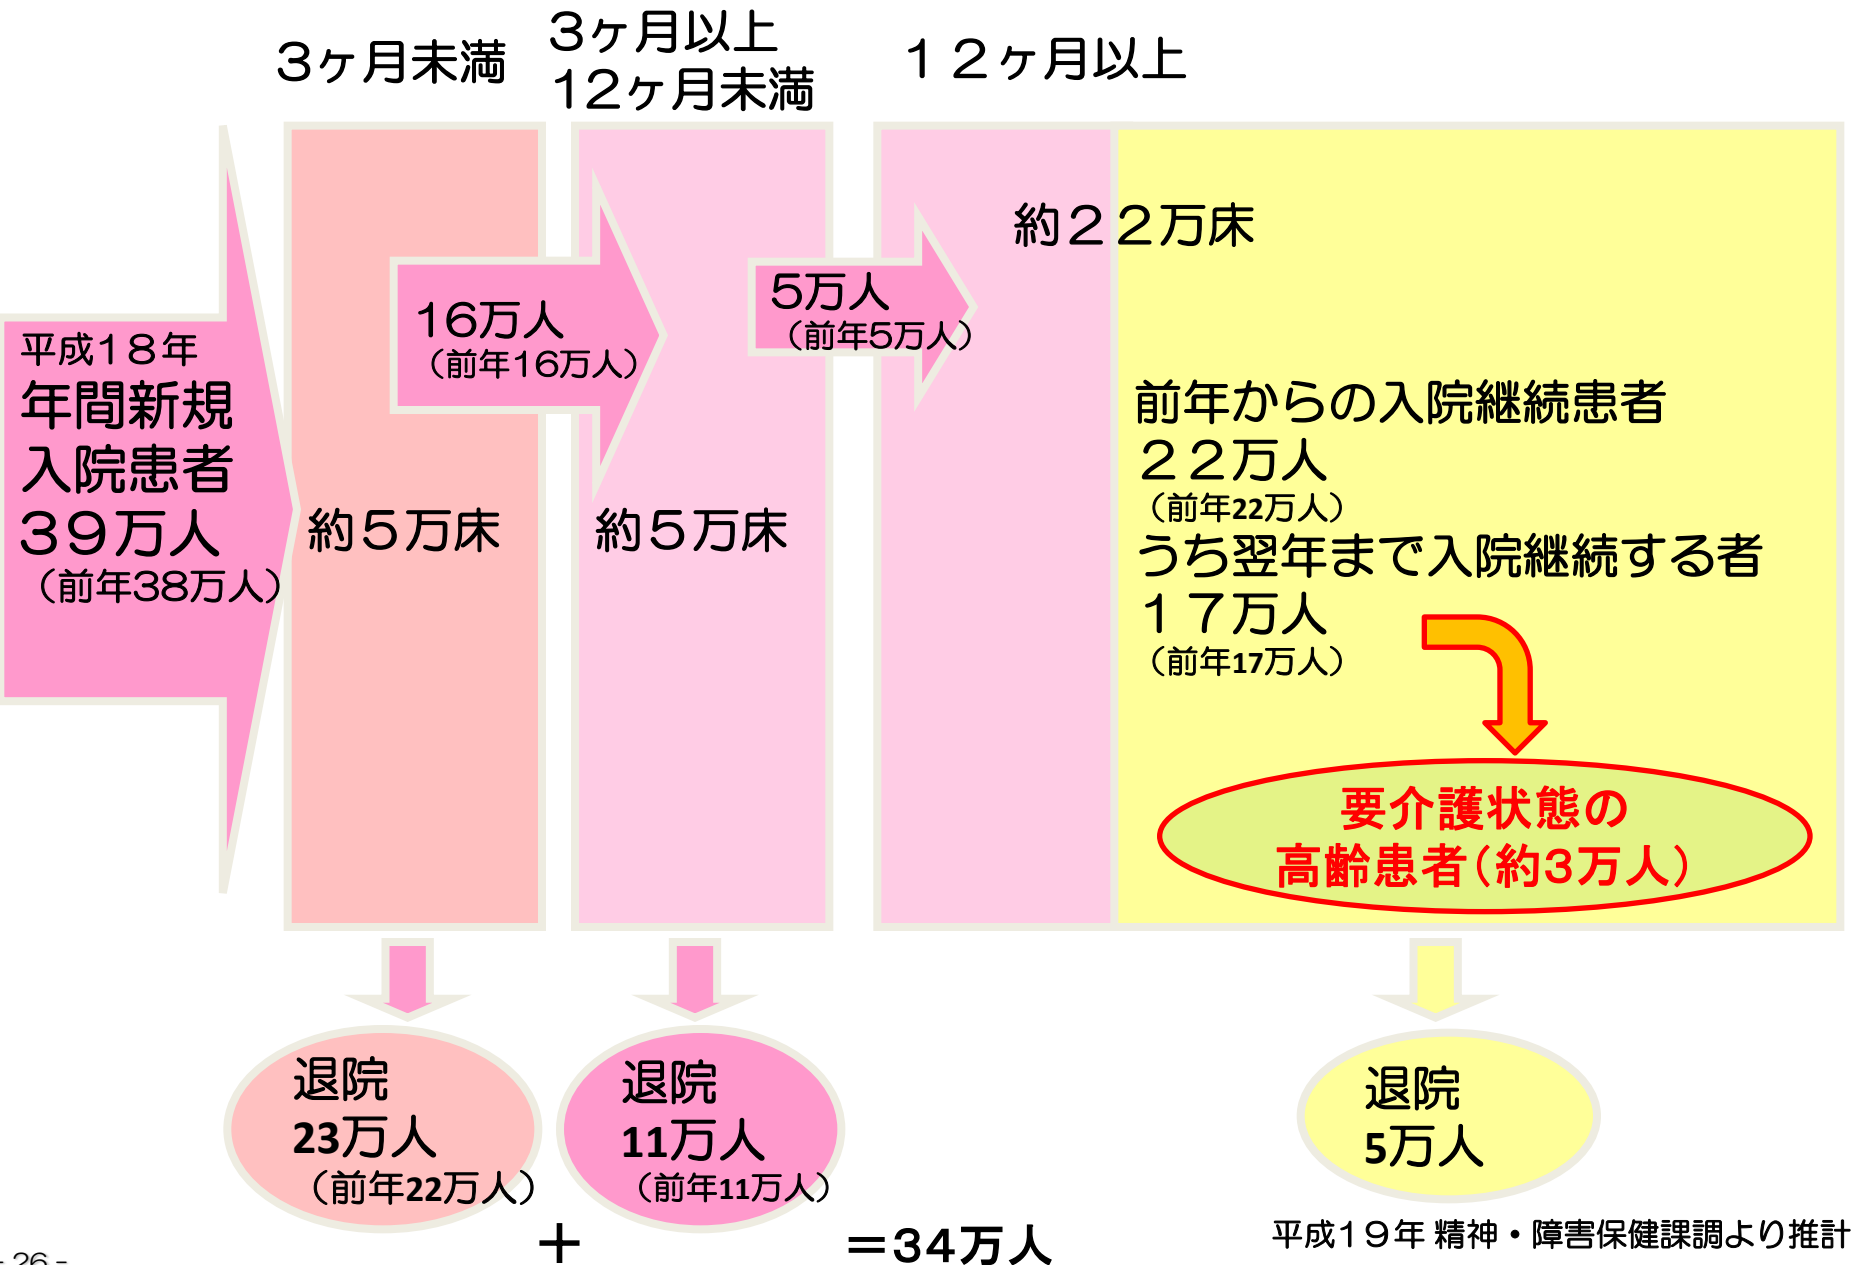 3ヶ月未満
3ヶ月以上
12ヶ月未満
１２ヶ月以上
約２２万床
平成１８年
年間新規
入院患者
３９万人
（前年38万人）
16万人
（前年16万人）
5万人
（前年5万人）
約５万床
約５万床
前年からの入院継続患者
２２万人
（前年22万人）
うち翌年まで入院継続する者
１７万人
（前年17万人）
要介護状態の
高齢患者（約3万人）
退院
23万人
（前年22万人）
＋
退院
11万人
（前年11万人）
＝34万人
退院
5万人
平成１９年 精神・障害保健課調より推計
- 26 -